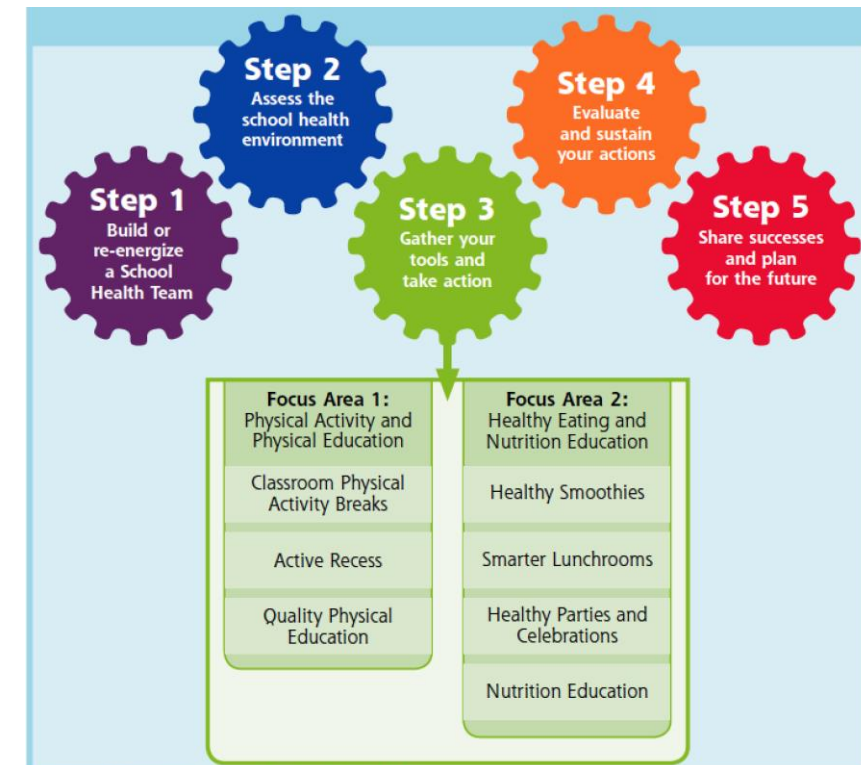 Step 1
Build or
re-energize
a School
Health Team
Step 2
Assess the
school health
environment
Step 3
Gather your
tools and
take action
Step 4
Evaluate
and sustain
your actions
Step 5
Share successes
and plan
for the future
Focus Area 1:
Physical Activity and
Physical Education
Classroom Physical
Activity Breaks
Active Recess
Quality Physical
Education
Focus Area 2:
Healthy Eating and
Nutrition Education
Healthy Smoothies
Smarter Lunchrooms
Healthy Parties and
Celebrations
Nutrition Education